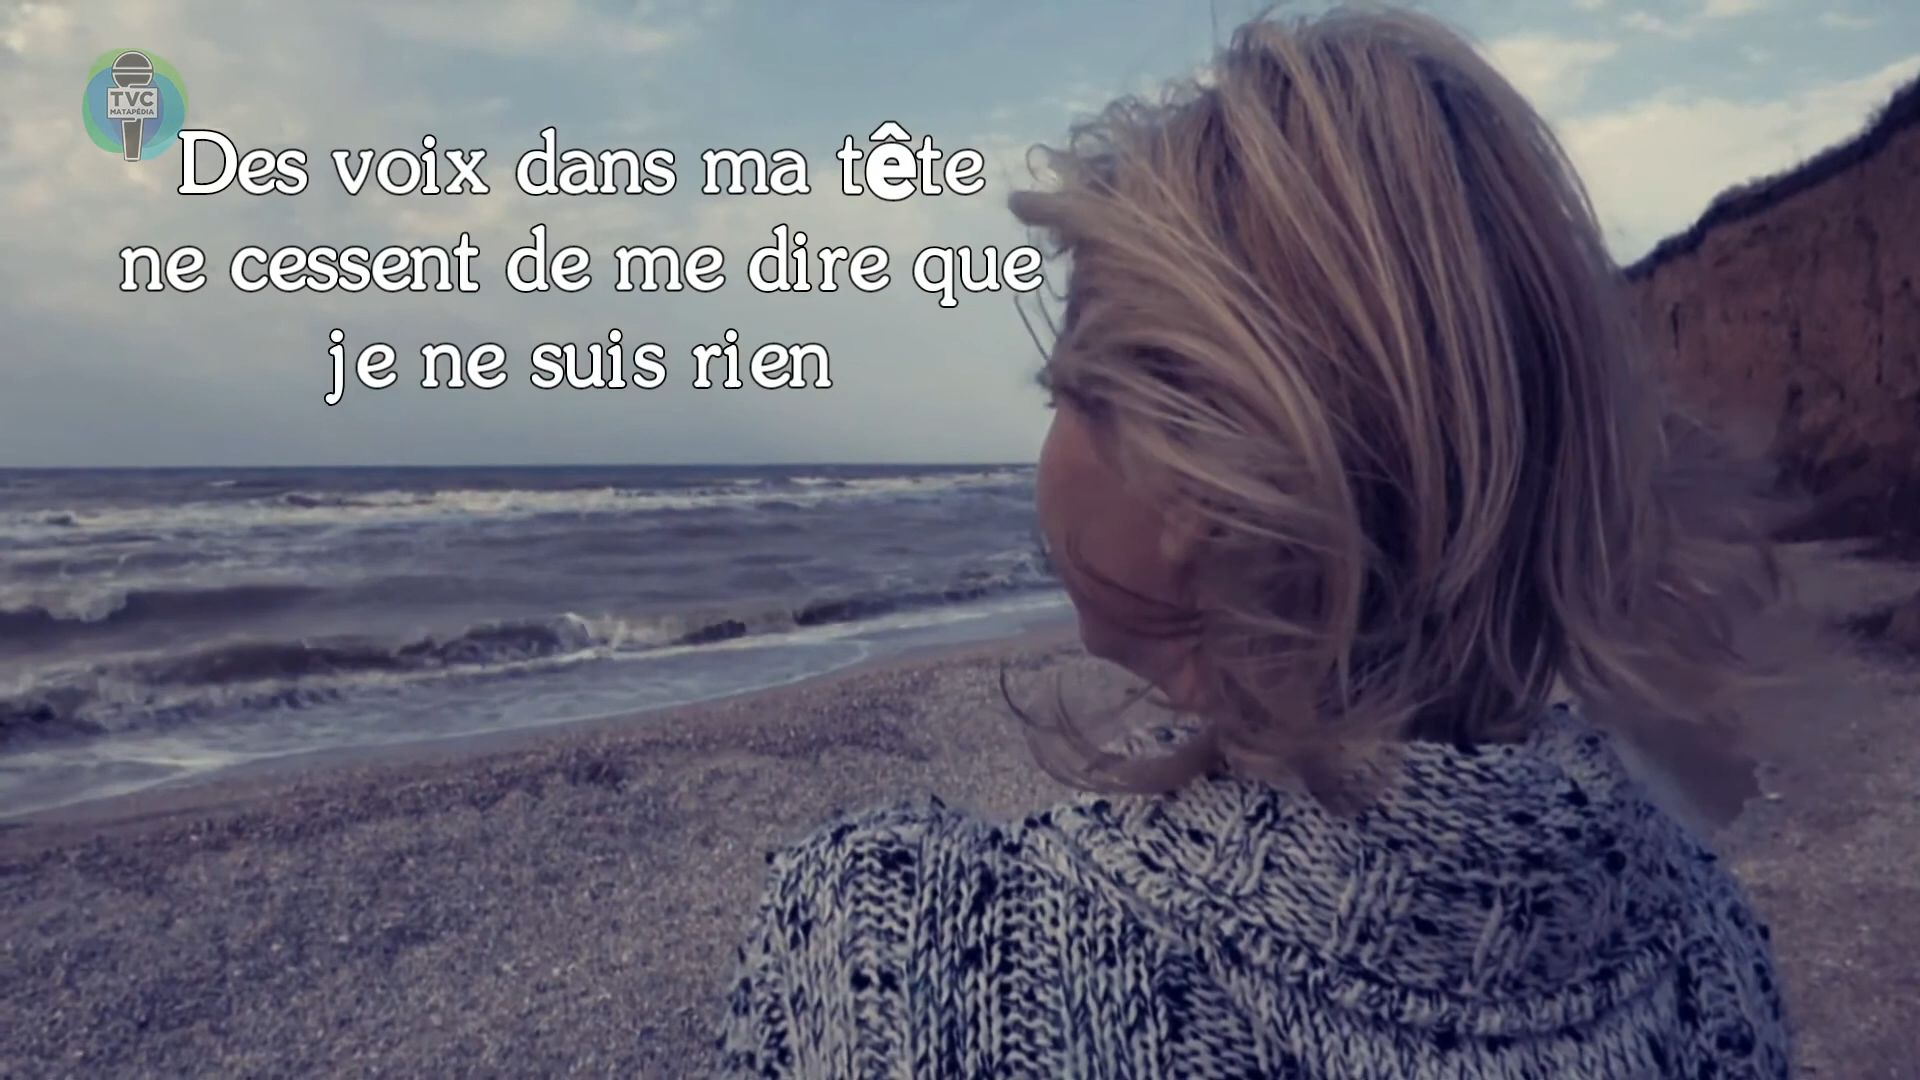 TVC
MATAPÉDIA
Des voix dans ma tête
ne cessent de me dire que
je ne suis rien